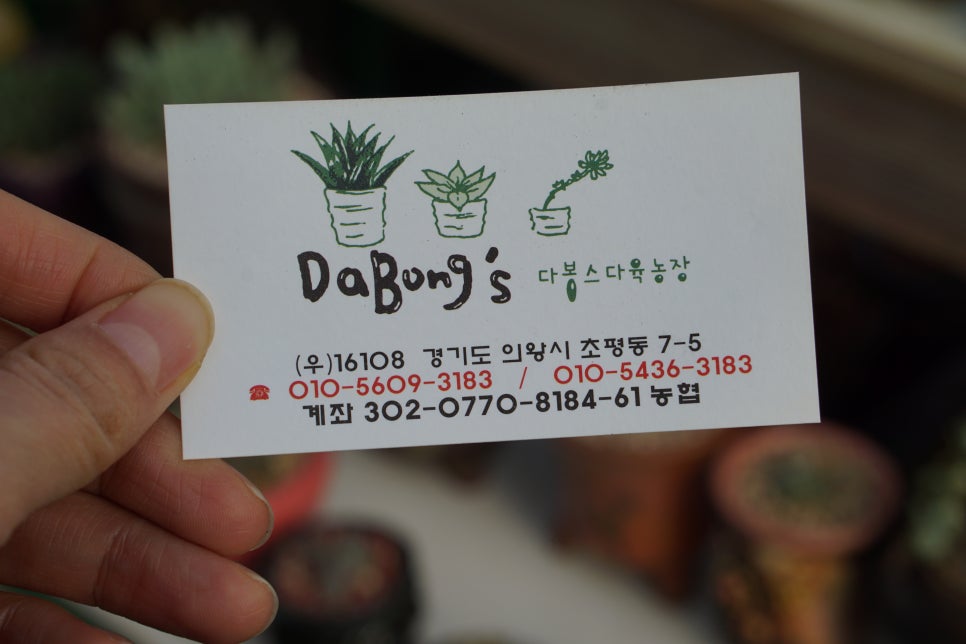 DaBong's 다봉스다육농장
(우)16108 경기도 의왕시 초평동 7-5
☎ 010-5609-3183 / 010-5436-3183
계좌 302-0770-8184-61 농협